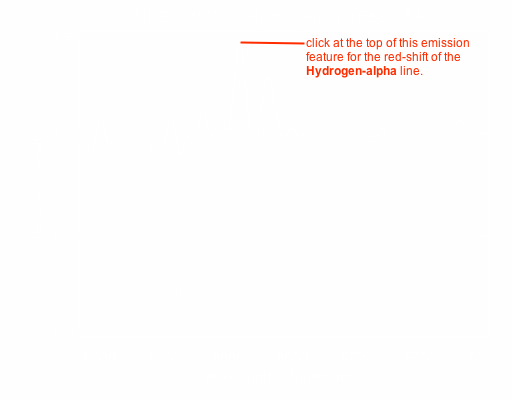 click at the top of this emission
feature for the red-shift of the
Hydrogen-alpha line.